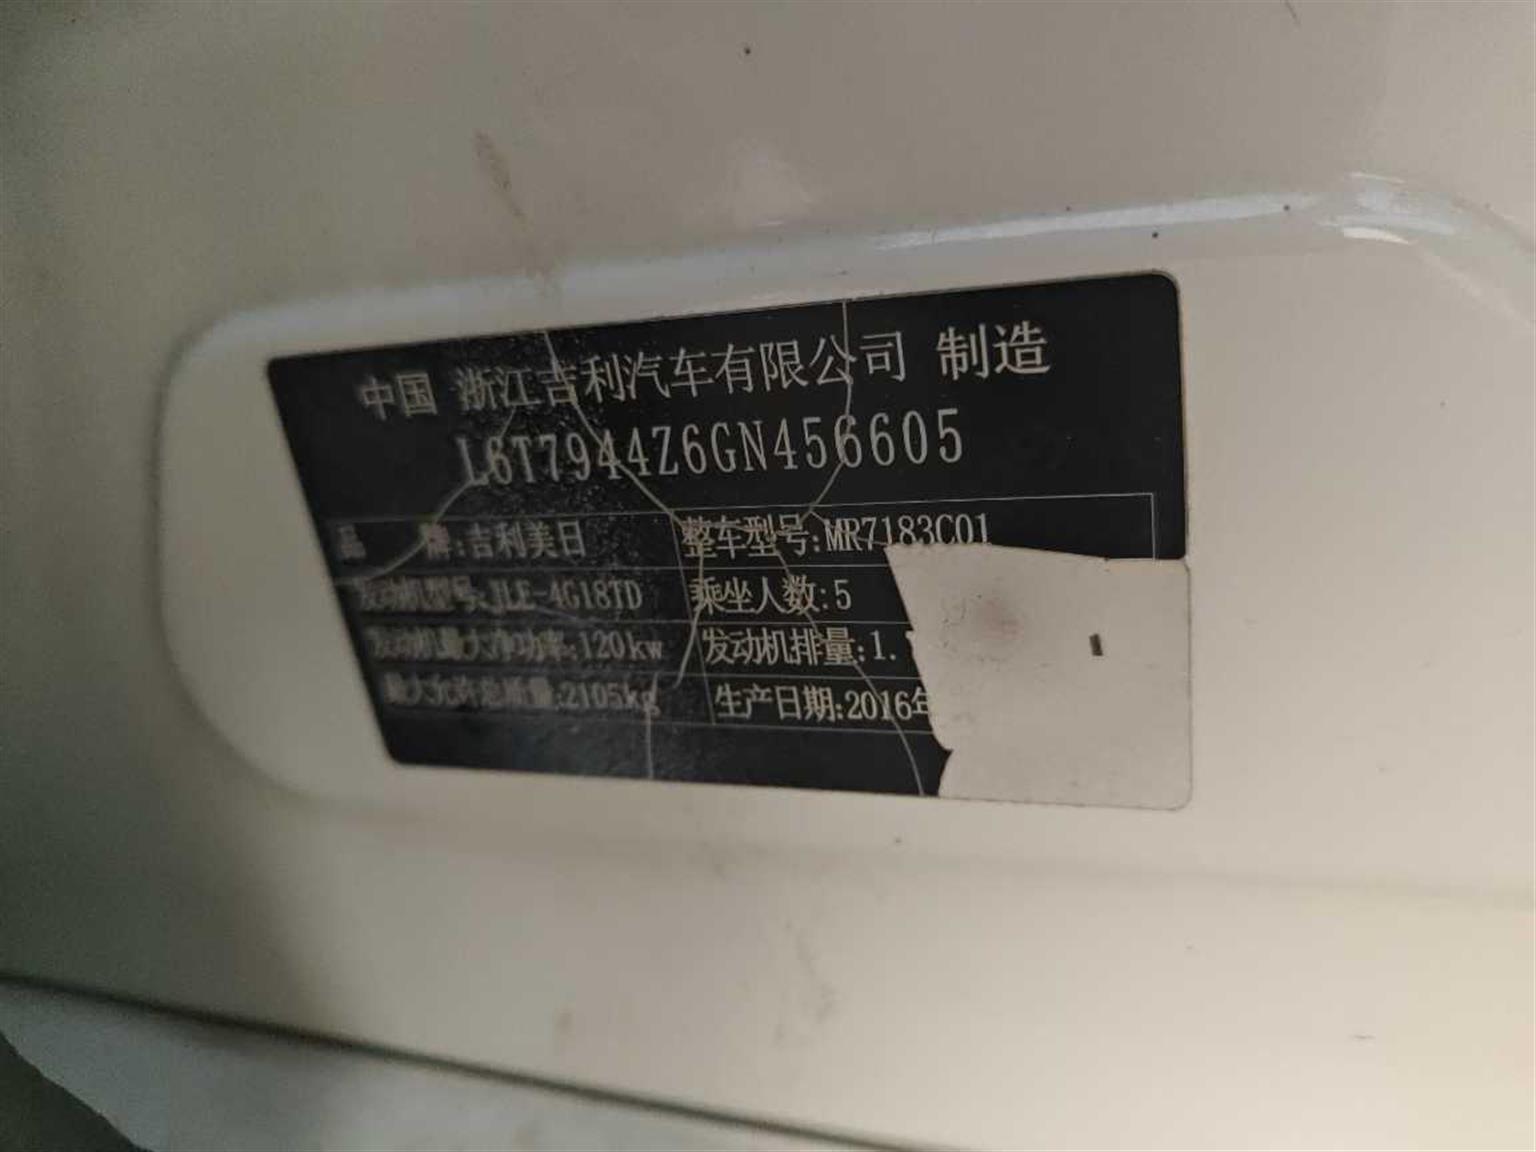 中国 浙江吉利汽车有限公司 制造
L6T7944Z6GN456605
品 牌:吉利美日 整车型号:MR7183C01
发动机型号:JLE-4G18TD 乘坐人数:5
发动机最大净功率:120kw 发动机排量:1.
最大允许总质量:2105kg 生产日期:2016年